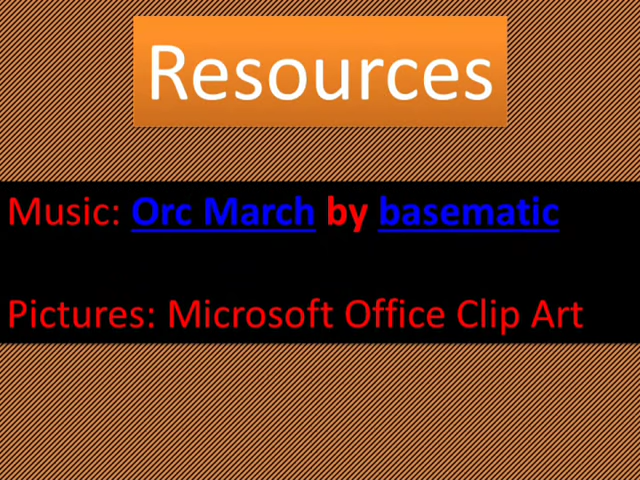 Resources
Music: Orc March by basematic
Pictures: Microsoft Office Clip Art